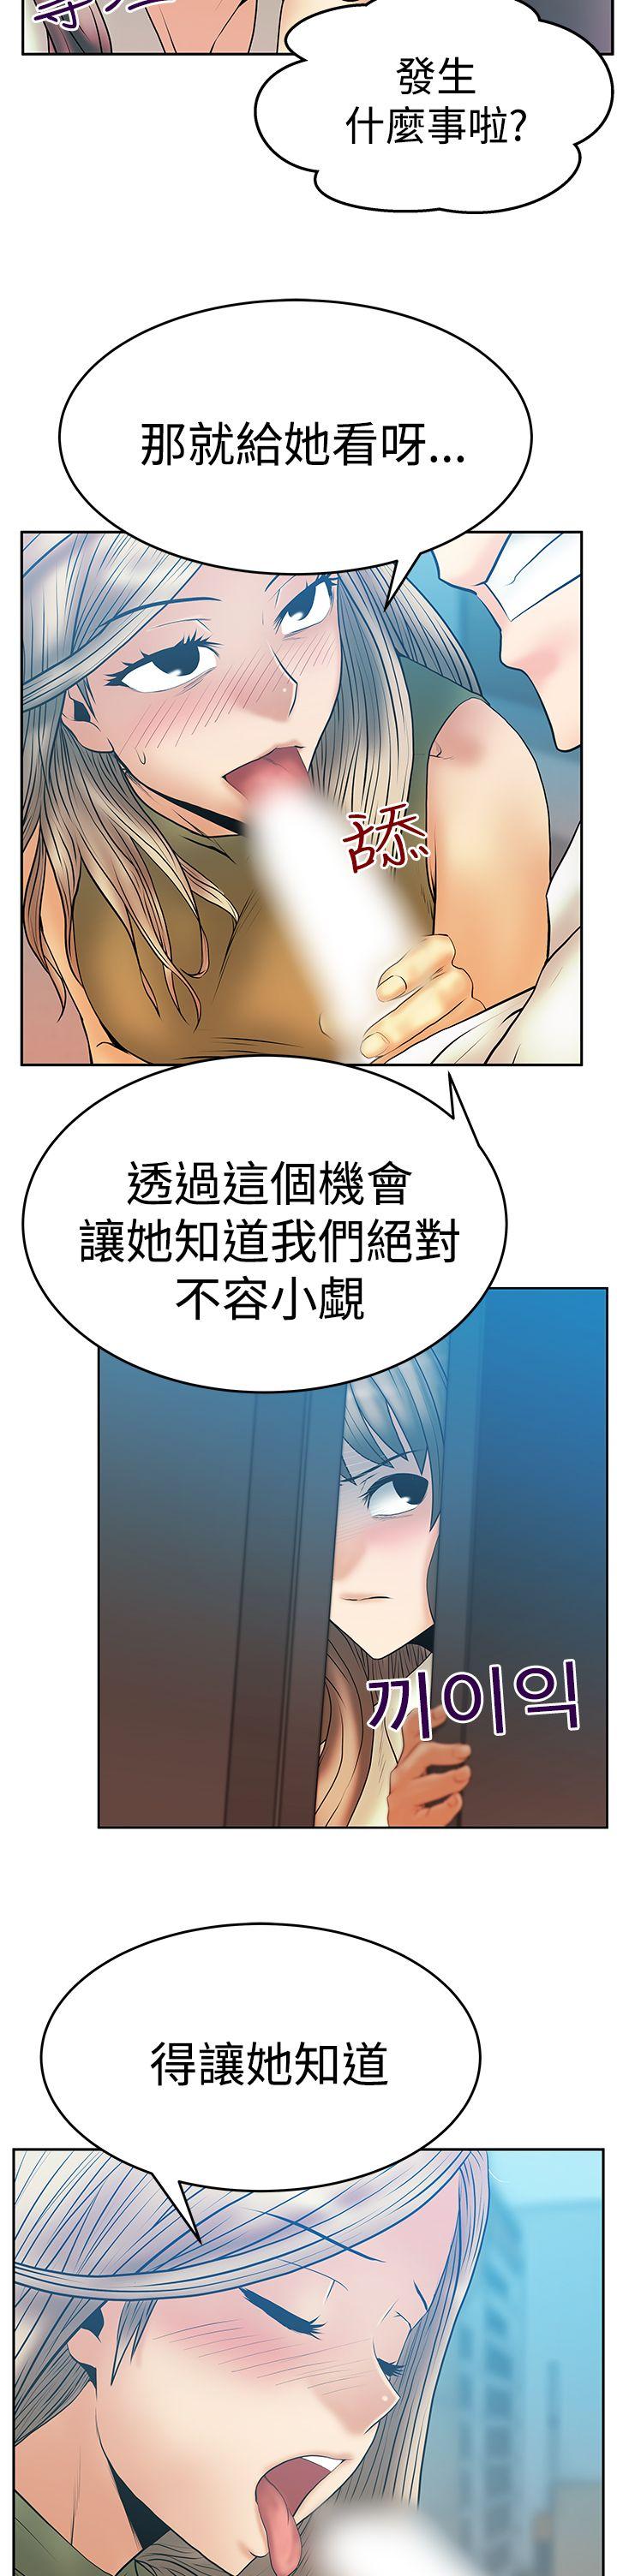 發生
什麼事啦?
那就給她看呀...
舔
透過這個機會
讓她知道我們絕對
不容小覷
끼이익
得讓她知道